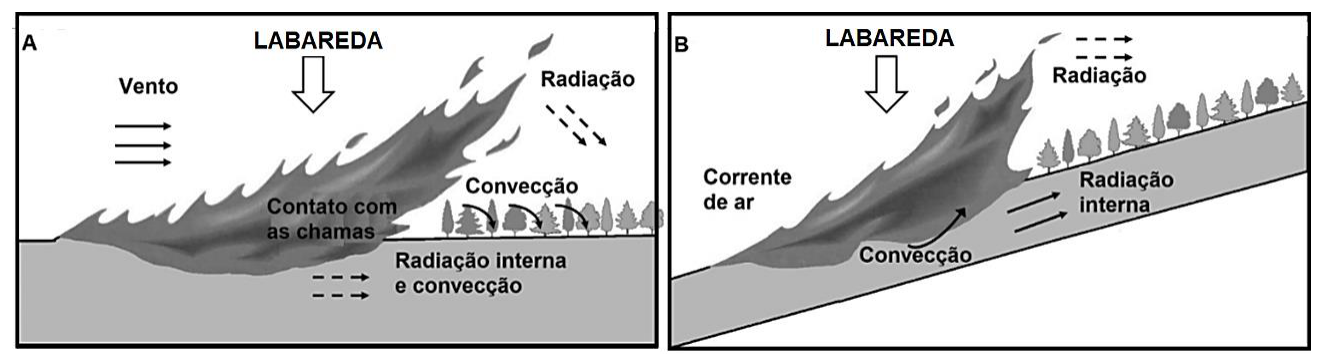 A
LABAREDA
Vento
Radiação
Convecção
Contato com
as chamas
Radiação interna
e convecção
B
LABAREDA
Radiação
Corrente
de ar
Radiação
interna
Convecção